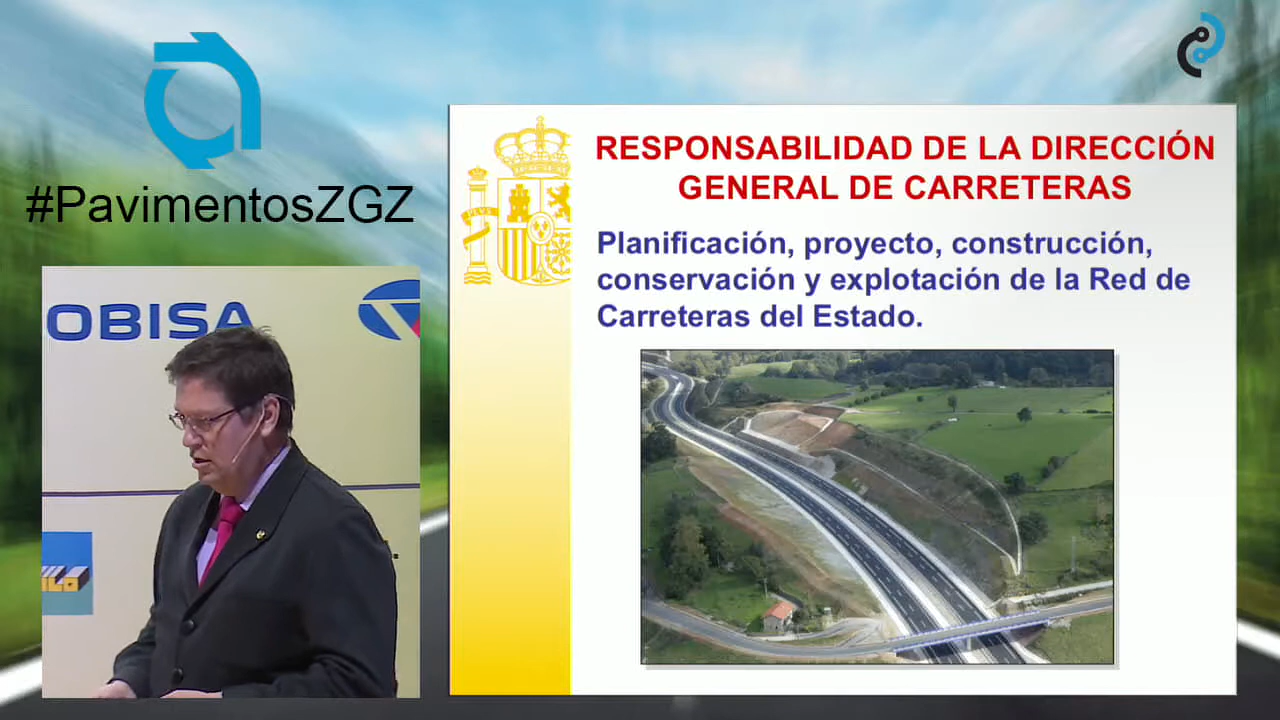 #PavimentosZGZ
OBISA
RESPONSABILIDAD DE LA DIRECCIÓN
GENERAL DE CARRETERAS
Planificación, proyecto, construcción,
conservación y explotación de la Red de
Carreteras del Estado.
PLVS